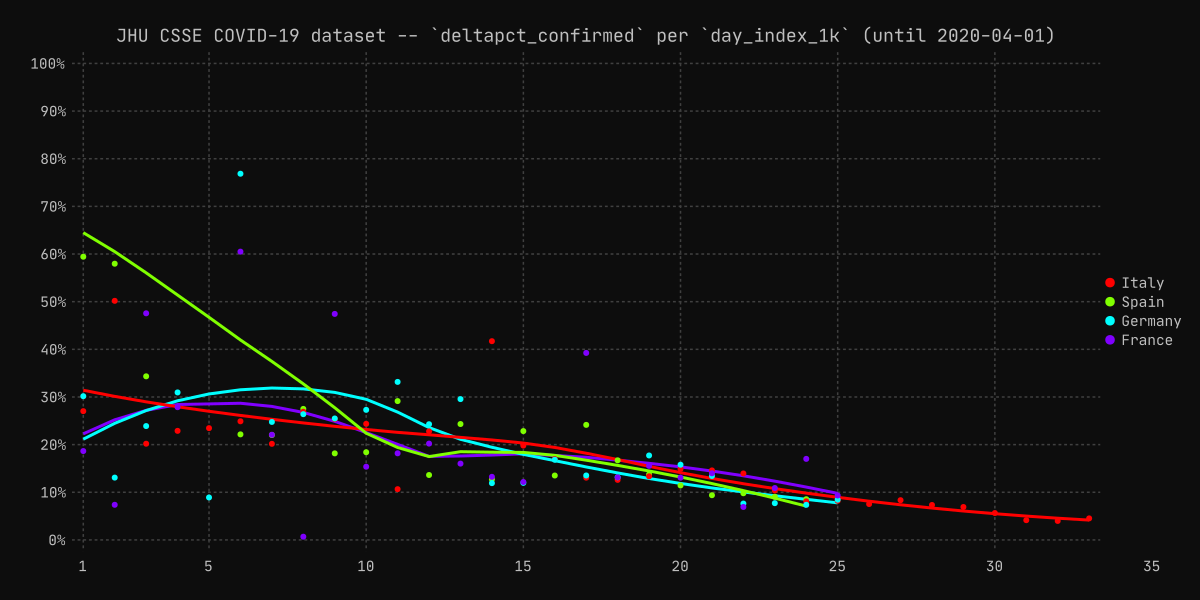 JHU CSSE COVID-19 dataset -- `deltapct_confirmed` per `day_index_1k` (until 2020-04-01)
100%
90%
80%
70%
60%
50%
40%
30%
20%
10%
0%
1 5 10 15 20 25 30 35
Italy
Spain
Germany
France